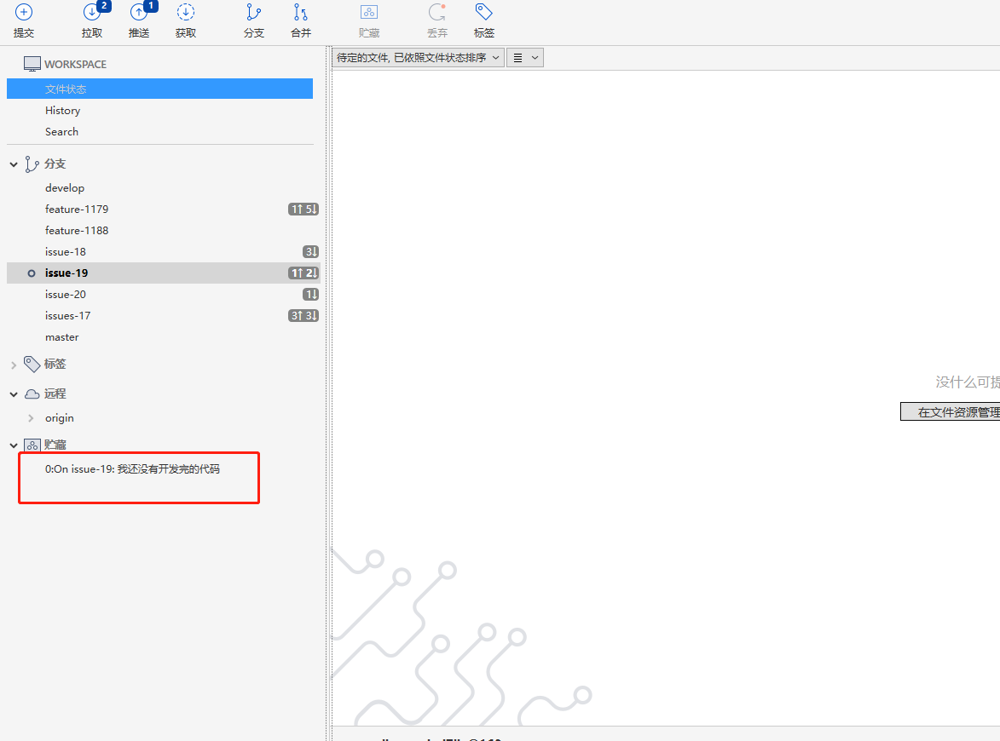 2 1
提交 拉取 推送 获取 分支 合并 贮藏 丢弃 标签
WORKSPACE
待定的文件, 已依照文件状态排序
文件状态
History
Search
分支
develop
feature-1179 1↑ 5↓
feature-1188
issue-18 3↓
issue-19 1↑ 2↓
issue-20 1↓
issues-17 3↑ 3↓
master
标签
远程
origin
贮藏
0:On issue-19: 我还没有开发完的代码
没什么可提
在文件资源管理